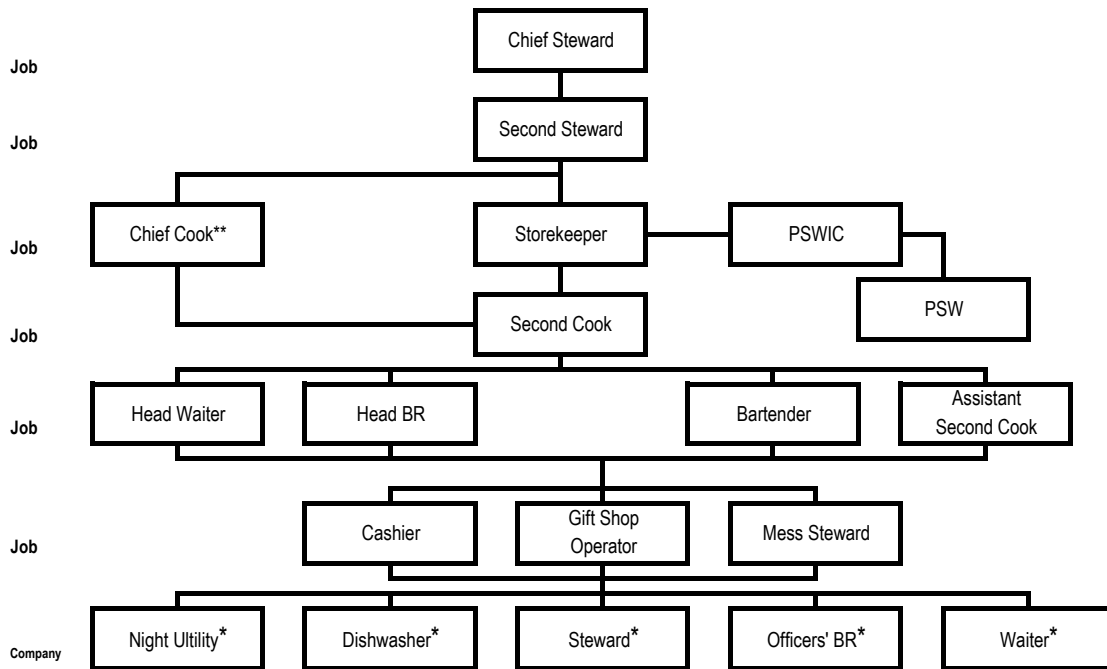 Chief Steward
Job
Second Steward
Job
Chief Cook**
Storekeeper
PSWIC
Job
PSW
Second Cook
Job
Head Waiter
Head BR
Bartender
Assistant
Second Cook
Job
Cashier
Gift Shop
Operator
Mess Steward
Job
Night Ultility*
Dishwasher*
Steward*
Officers' BR*
Waiter*
Company